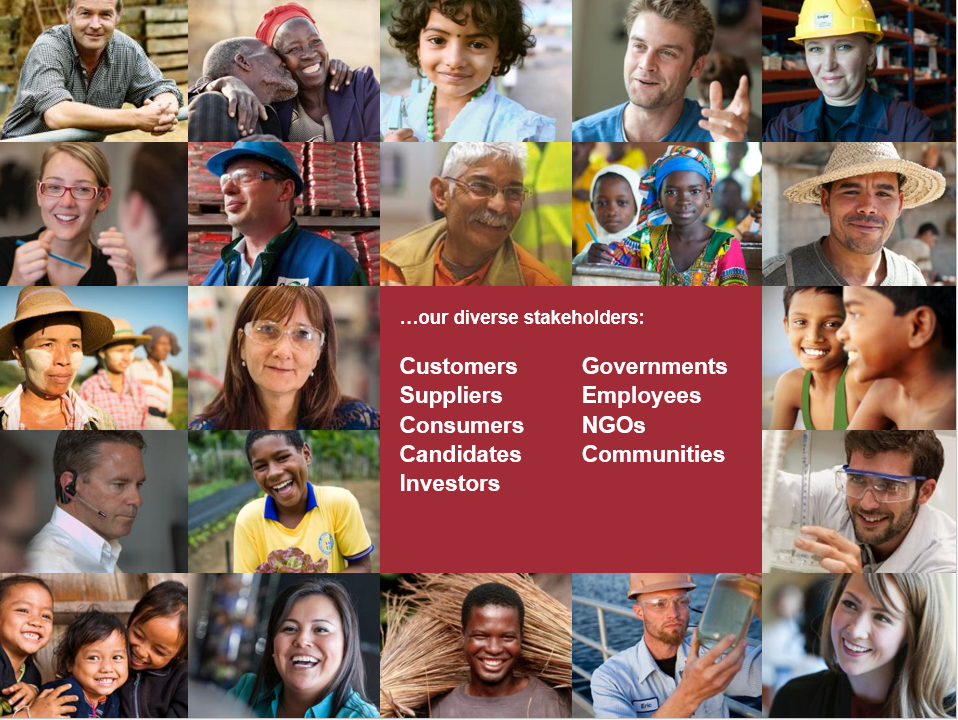 …our diverse stakeholders:
Customers
Suppliers
Consumers
Candidates
Investors
Governments
Employees
NGOs
Communities
Eric